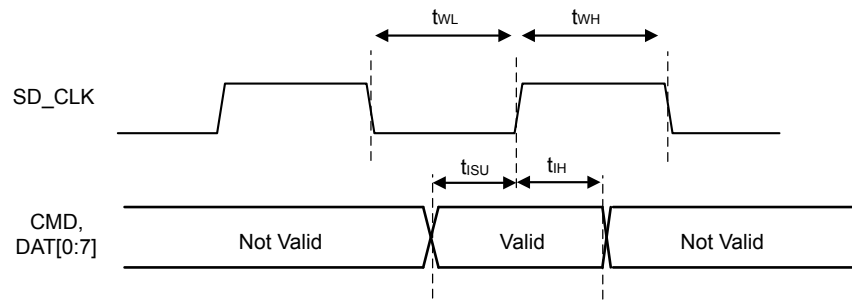 tWL tWH
SD_CLK
tISU tIH
CMD,
DAT[0:7]
Not Valid Valid Not Valid